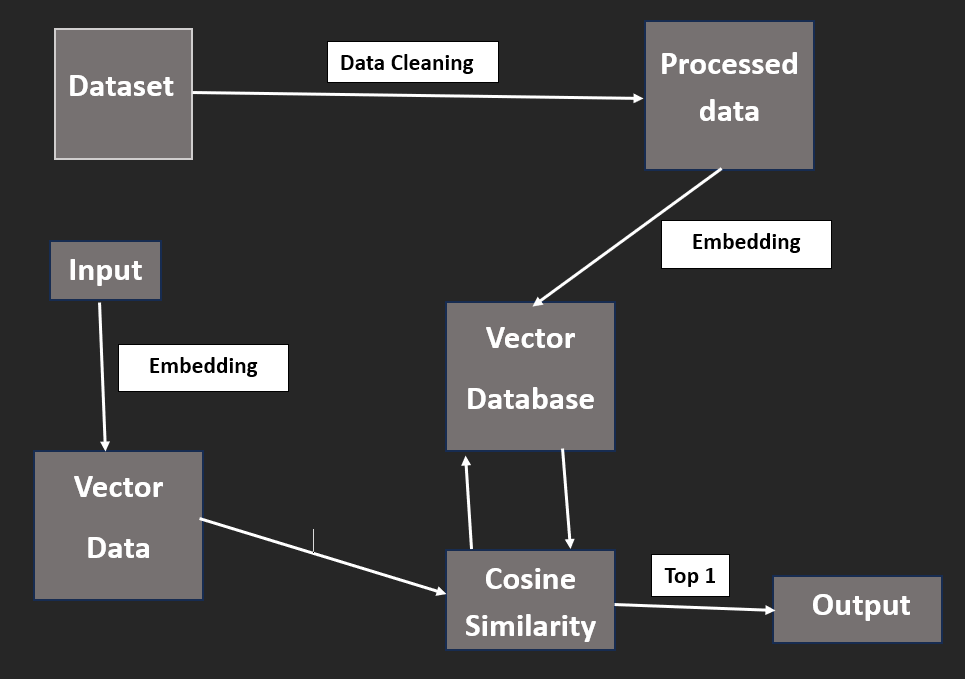 Dataset
Data Cleaning
Processed
data
Embedding
Input
Embedding
Vector
Database
Vector
Data
Cosine
Similarity
Top 1
Output